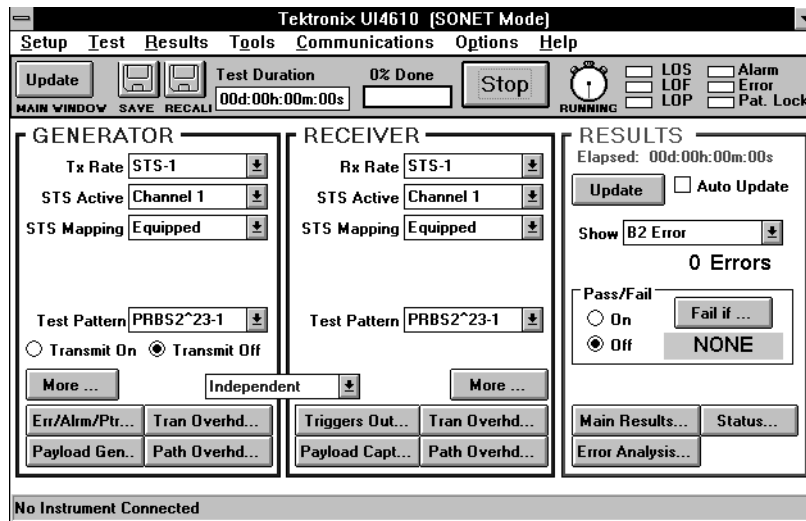 Tektronix UI4610 (SONET Mode)
Setup Test Results Tools Communications Options Help
Update
MAIN WINDOW
SAVE
RECALL
Test Duration
00d:00h:00m:00s
0% Done
Stop
RUNNING
LOS
LOF
LOP
Alarm
Error
Pat. Lock
GENERATOR
Tx Rate STS-1
STS Active Channel 1
STS Mapping Equipped
Test Pattern PRBS2^23-1
Transmit On Transmit Off
More ...
Err/Alrm/Ptr... Tran Overhd...
Payload Gen.. Path Overhd...
Independent
RECEIVER
Rx Rate STS-1
STS Active Channel 1
STS Mapping Equipped
Test Pattern PRBS2^23-1
More ...
Triggers Out... Tran Overhd...
Payload Capt... Path Overhd...
RESULTS
Elapsed: 00d:00h:00m:00s
Update Auto Update
Show B2 Error
0 Errors
Pass/Fail
On
Off
Fail if ...
NONE
Main Results... Status...
Error Analysis...
No Instrument Connected